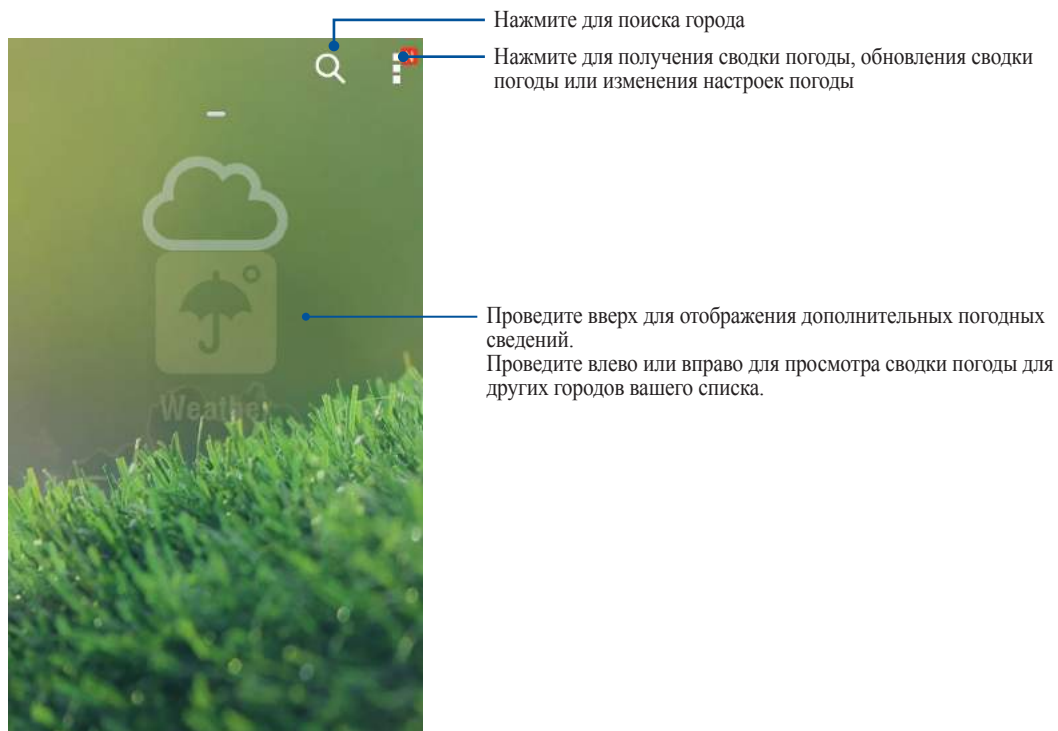 Нажмите для поиска города
Нажмите для получения сводки погоды, обновления сводки
погоды или изменения настроек погоды
Проведите вверх для отображения дополнительных погодных
сведений.
Проведите влево или вправо для просмотра сводки погоды для
других городов вашего списка.
Weather